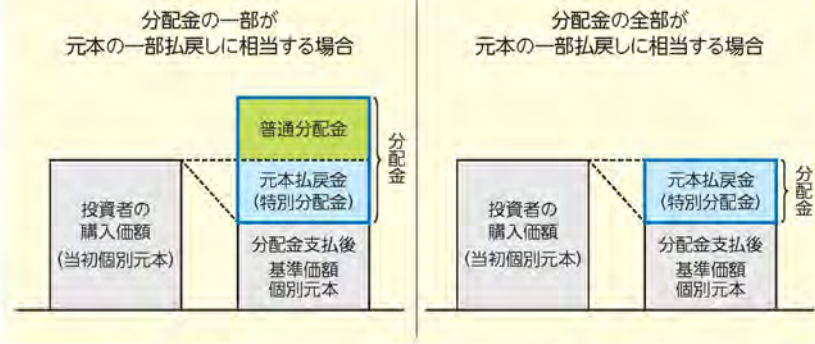 分配金の一部が
元本の一部払戻しに相当する場合
普通分配金
元本払戻金
(特別分配金)
分配金
投資者の
購入価額
(当初個別元本)
分配金支払後
基準価額
個別元本
分配金の全部が
元本の一部払戻しに相当する場合
元本払戻金
(特別分配金)
分配金
投資者の
購入価額
(当初個別元本)
分配金支払後
基準価額
個別元本